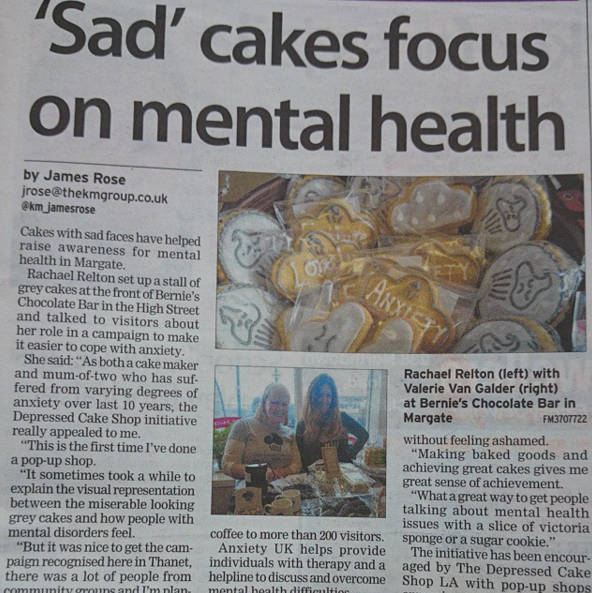 'Sad' cakes focus
on mental health
by James Rose
jrose@thekmgroup.co.uk
@km_jamesrose
Cakes with sad faces have helped
raise awareness for mental
health in Margate.
Rachael Relton set up a stall of
grey cakes at the front of Bernie's
Chocolate Bar in the High Street
and talked to visitors about
her role in a campaign to make
it easier to cope with anxiety.
She said: "As both a cake maker
and mum-of-two who has suf-
fered from varying degrees of
anxiety over last 10 years, the
Depressed Cake Shop initiative
really appealed to me.
"This is the first time I've done
a pop-up shop.
"It sometimes took a while to
explain the visual representation
between the miserable looking
grey cakes and how people with
mental disorders feel.
"But it was nice to get the cam-
paign recognised here in Thanet,
there was a lot of people from
community groups and I'm plan-
ANXIETY
coffee to more than 200 visitors.
Anxiety UK helps provide
individuals with therapy and a
helpline to discuss and overcome
mental health difficulties
Rachael Relton (left) with
Valerie Van Galder (right)
at Bernie's Chocolate Bar in
Margate FM3707722
without feeling ashamed.
"Making baked goods and
achieving great cakes gives me
great sense of achievement.
"What a great way to get people
talking about mental health
issues with a slice of victoria
sponge or a sugar cookie."
The initiative has been encour-
aged by The Depressed Cake
Shop LA with pop-up shops